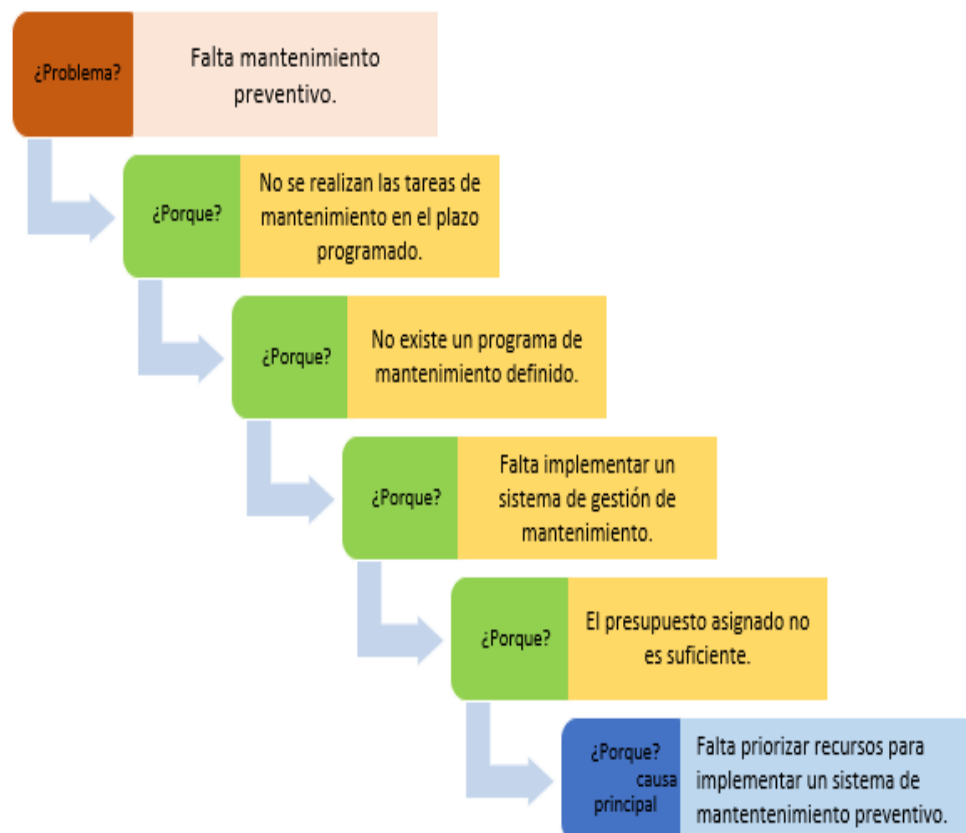 ¿Problema?
Falta mantenimiento
preventivo.
¿Porque?
No se realizan las tareas de
mantenimiento en el plazo
programado.
¿Porque?
No existe un programa de
mantenimiento definido.
¿Porque?
Falta implementar un
sistema de gestión de
mantenimiento.
¿Porque?
El presupuesto asignado no
es suficiente.
¿Porque?
causa
principal
Falta priorizar recursos para
implementar un sistema de
mantentenimiento preventivo.